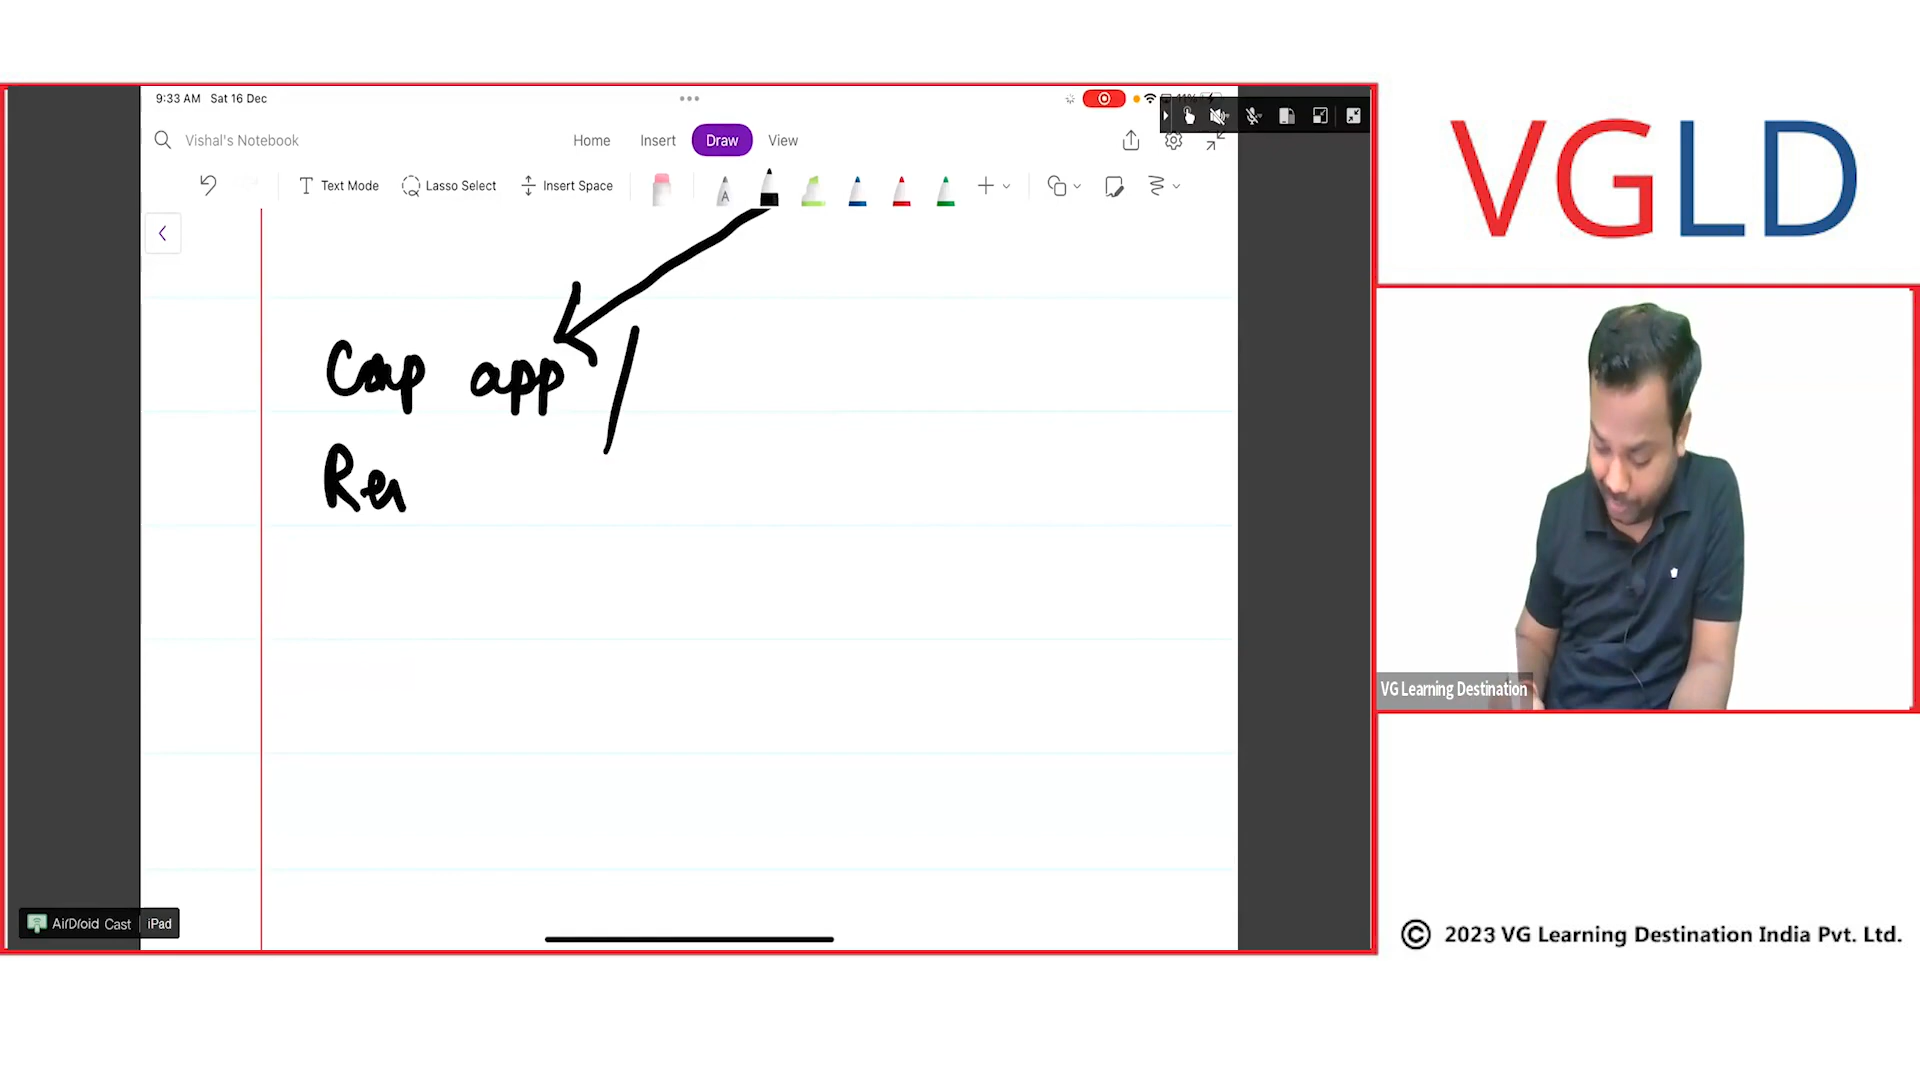 9:33 AM Sat 16 Dec
11%
VGLD
Vishal's Notebook
Home Insert Draw View
Text Mode Lasso Select Insert Space
A
Cap app /
Ren
VG Learning Destination
AirDroid Cast iPad
© 2023 VG Learning Destination India Pvt. Ltd.